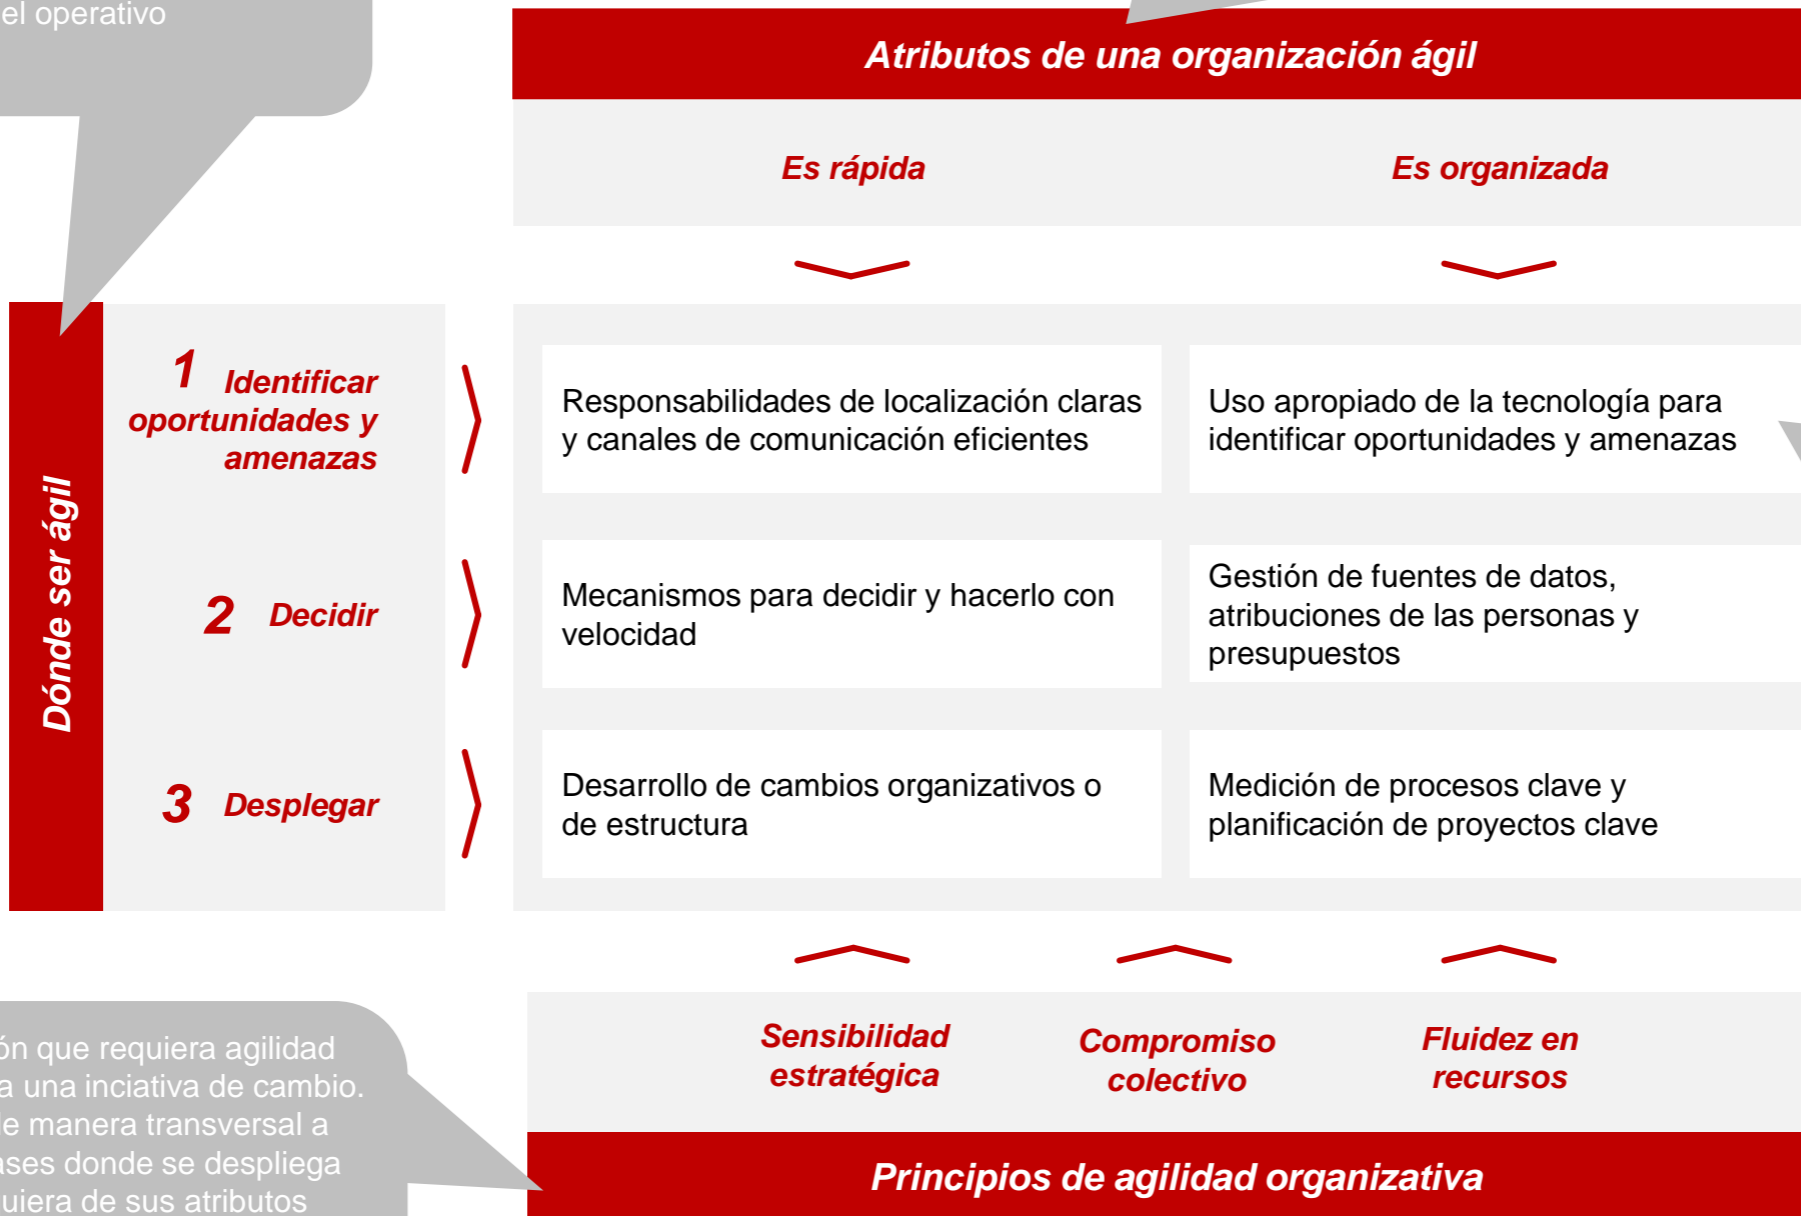 el operativo
Atributos de una organización ágil
Es rápida
Es organizada
Dónde ser ágil
1 Identificar
oportunidades y
amenazas
Responsabilidades de localización claras
y canales de comunicación eficientes
Uso apropiado de la tecnología para
identificar oportunidades y amenazas
2 Decidir
Mecanismos para decidir y hacerlo con
velocidad
Gestión de fuentes de datos,
atribuciones de las personas y
presupuestos
3 Desplegar
Desarrollo de cambios organizativos o
de estructura
Medición de procesos clave y
planificación de proyectos clave
que requiera agilidad
una inciativa de cambio.
manera transversal a
donde se despliega
de sus atributos
Sensibilidad
estratégica
Compromiso
colectivo
Fluidez en
recursos
Principios de agilidad organizativa